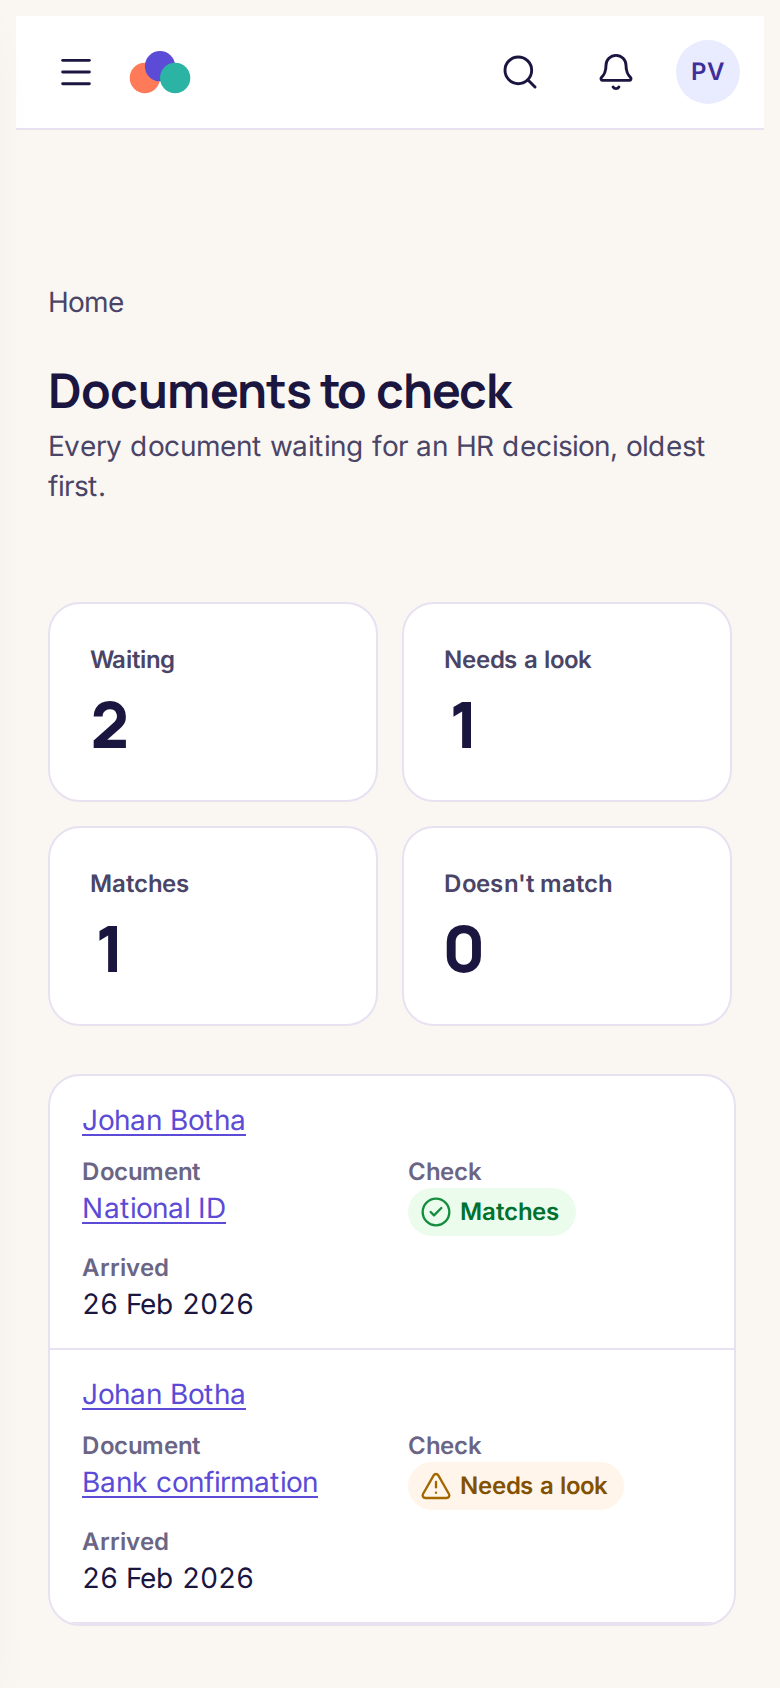 PV
Home
Documents to check
Every document waiting for an HR decision, oldest
first.
Waiting
2
Needs a look
1
Matches
1
Doesn't match
0
Johan Botha
Document
National ID
Check
Matches
Arrived
26 Feb 2026
Johan Botha
Document
Bank confirmation
Check
Needs a look
Arrived
26 Feb 2026